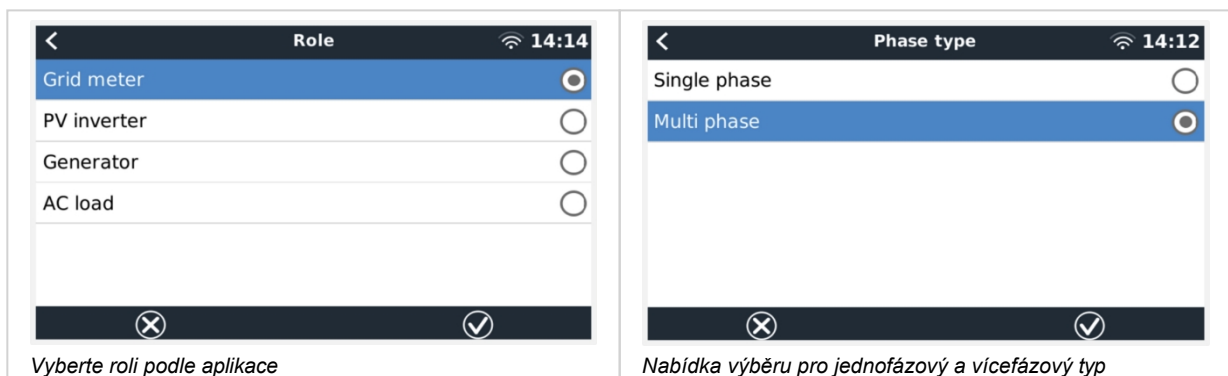 Role 14:14
Grid meter
PV inverter
Generator
AC load
Vyberte roli podle aplikace
Phase type 14:12
Single phase
Multi phase
Nabídka výběru pro jednofázový a vícefázový typ